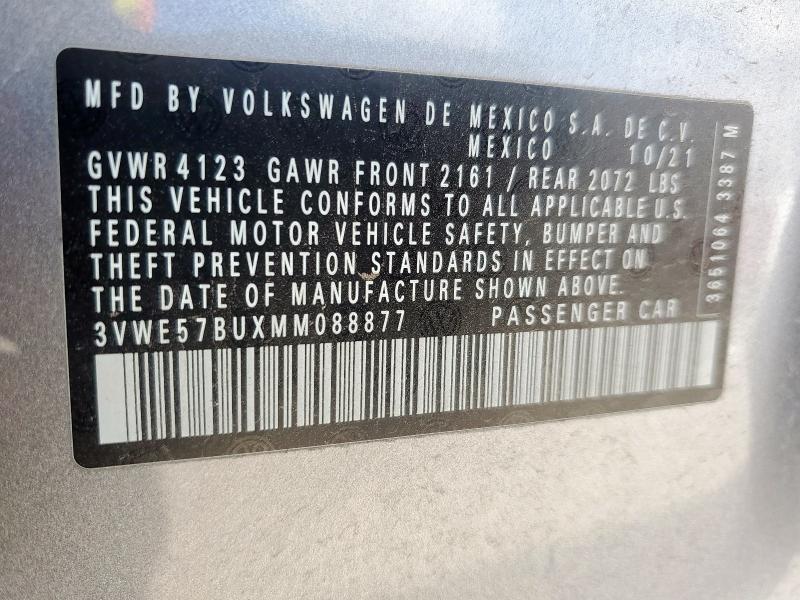 MFD BY VOLKSWAGEN DE MEXICO S.A. DE C.V.
MEXICO 10/21
GVWR 4123 GAWR FRONT 2161 / REAR 2072 LBS
THIS VEHICLE CONFORMS TO ALL APPLICABLE U.S.
FEDERAL MOTOR VEHICLE SAFETY, BUMPER AND
THEFT PREVENTION STANDARDS IN EFFECT ON
THE DATE OF MANUFACTURE SHOWN ABOVE.
3VWE57BUXMM088877 PASSENGER CAR
3651064 3387 M